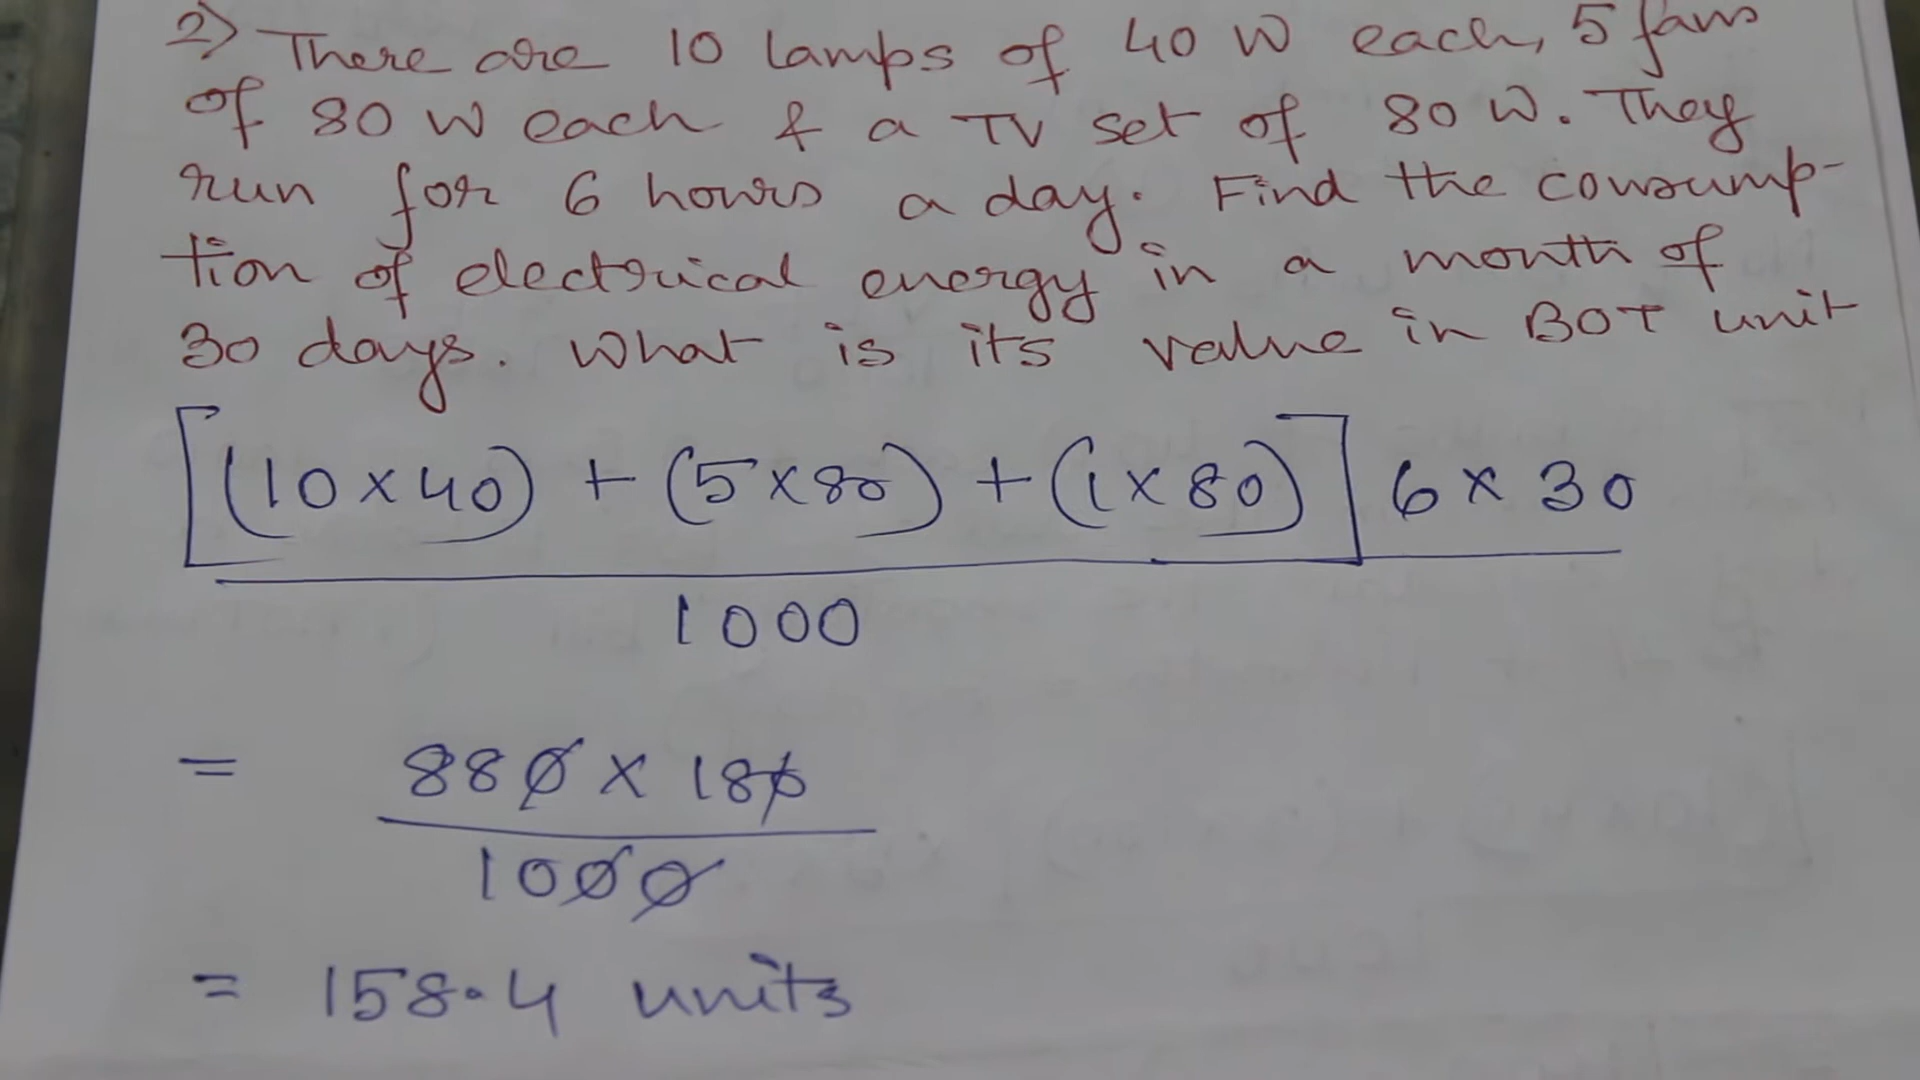 2) There are 10 lamps of 40 W each, 5 fans
of 80 W each & a TV set of 80 W. They
run for 6 hours a day. Find the consump-
tion of electrical energy in a month of
30 days. What is its value in BOT unit
[(10 × 40) + (5 × 80) + (1 × 80)] 6 × 30
1000
= 880 × 180
1000
= 158.4 units